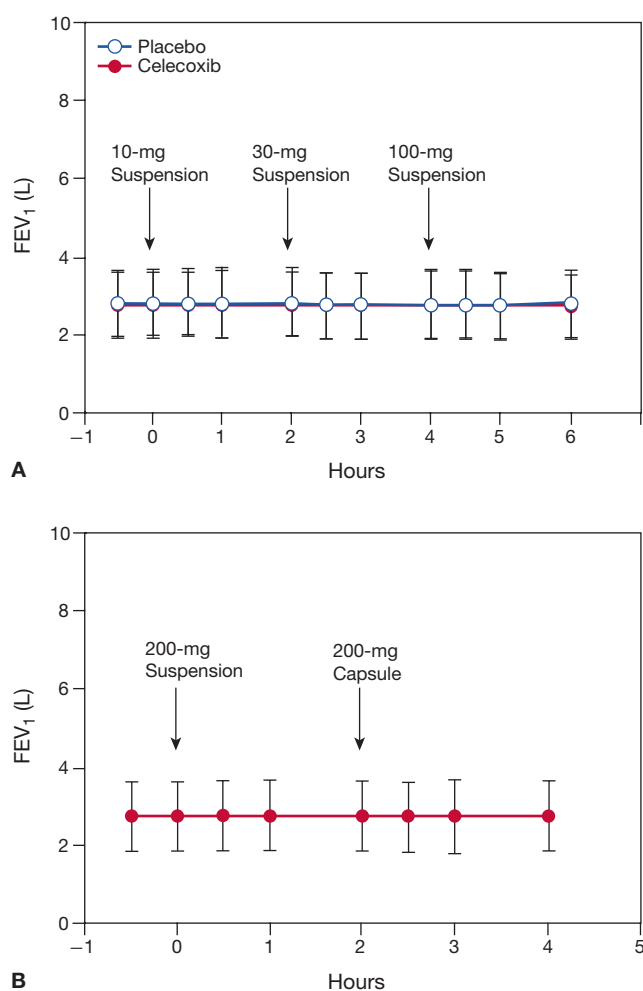 10
Placebo
Celecoxib
8
10-mg
Suspension
30-mg
Suspension
100-mg
Suspension
6
FEV₁ (L)
4
2
0
–1 0 1 2 3 4 5 6
Hours
A
10
8
200-mg
Suspension
200-mg
Capsule
6
FEV₁ (L)
4
2
0
–1 0 1 2 3 4 5
Hours
B